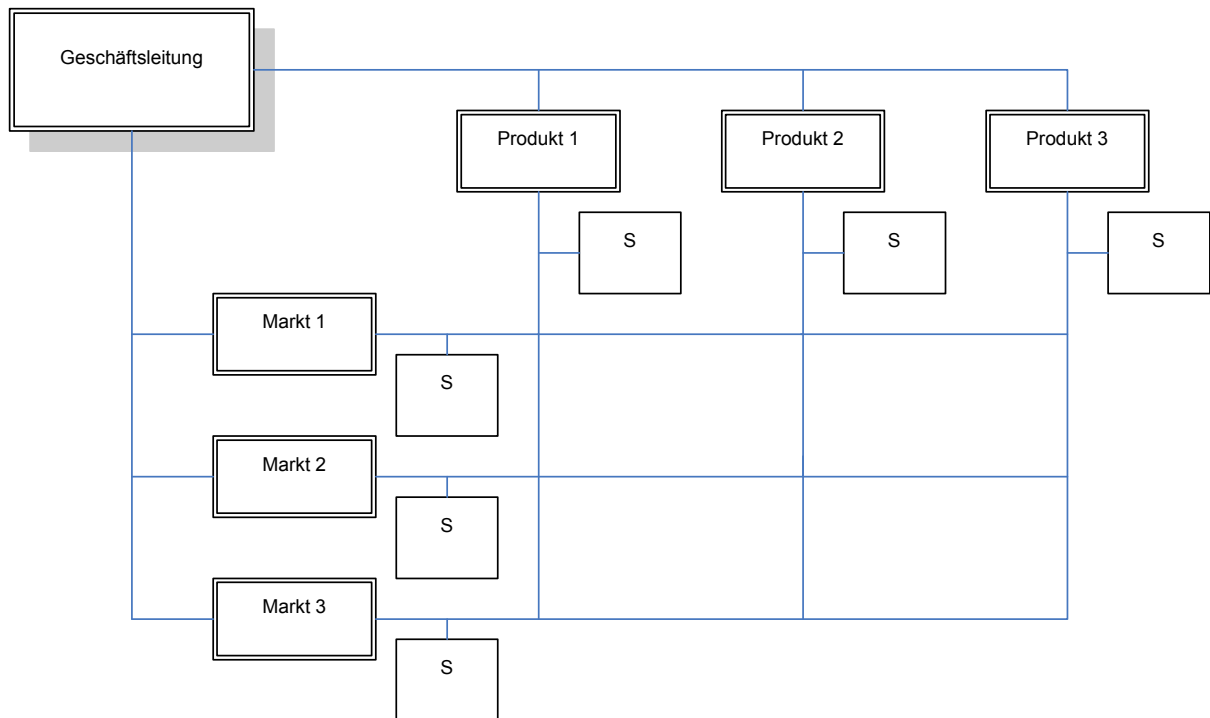 Geschäftsleitung
Produkt 1
Produkt 2
Produkt 3
S
S
S
Markt 1
S
Markt 2
S
Markt 3
S